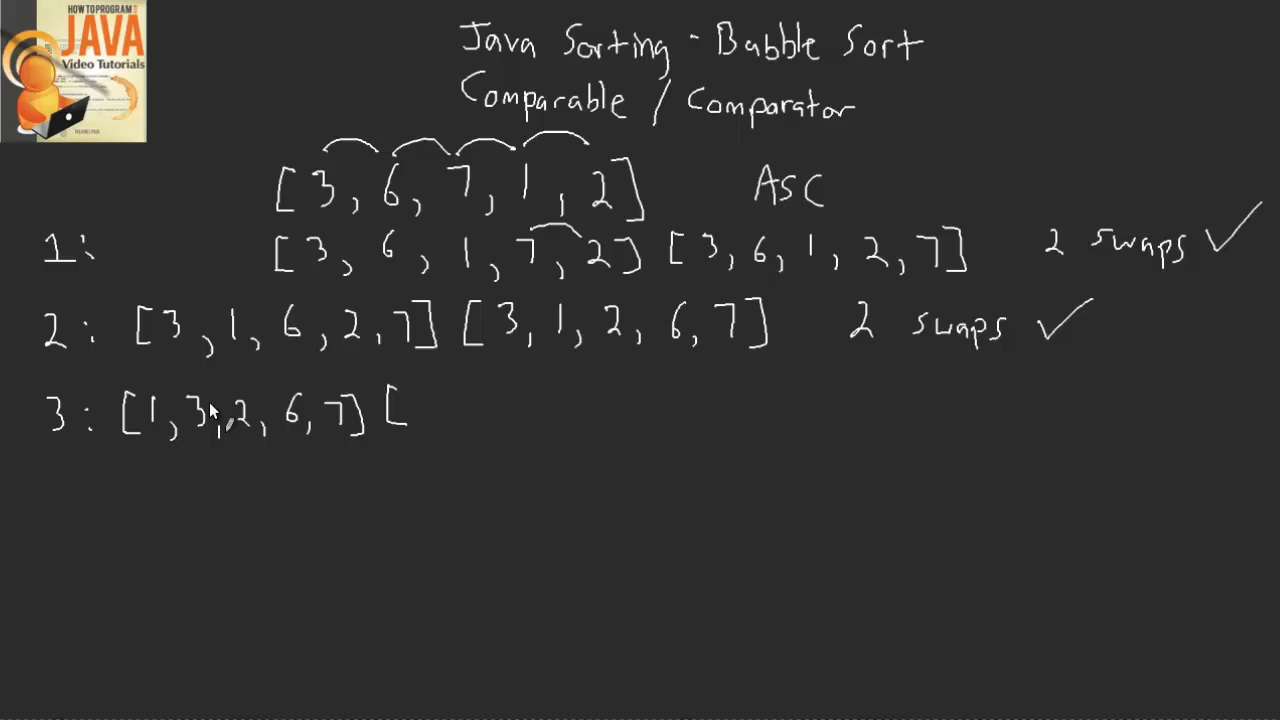 HOW TO PROGRAM
JAVA
Video Tutorials
Java Sorting - Bubble Sort
Comparable / Comparator
[3, 6, 7, 1, 2] ASC
1: [3, 6, 1, 7, 2] [3, 6, 1, 2, 7] 2 swaps ✓
2: [3, 1, 6, 2, 7] [3, 1, 2, 6, 7] 2 swaps ✓
3: [1, 3, 2, 6, 7] [